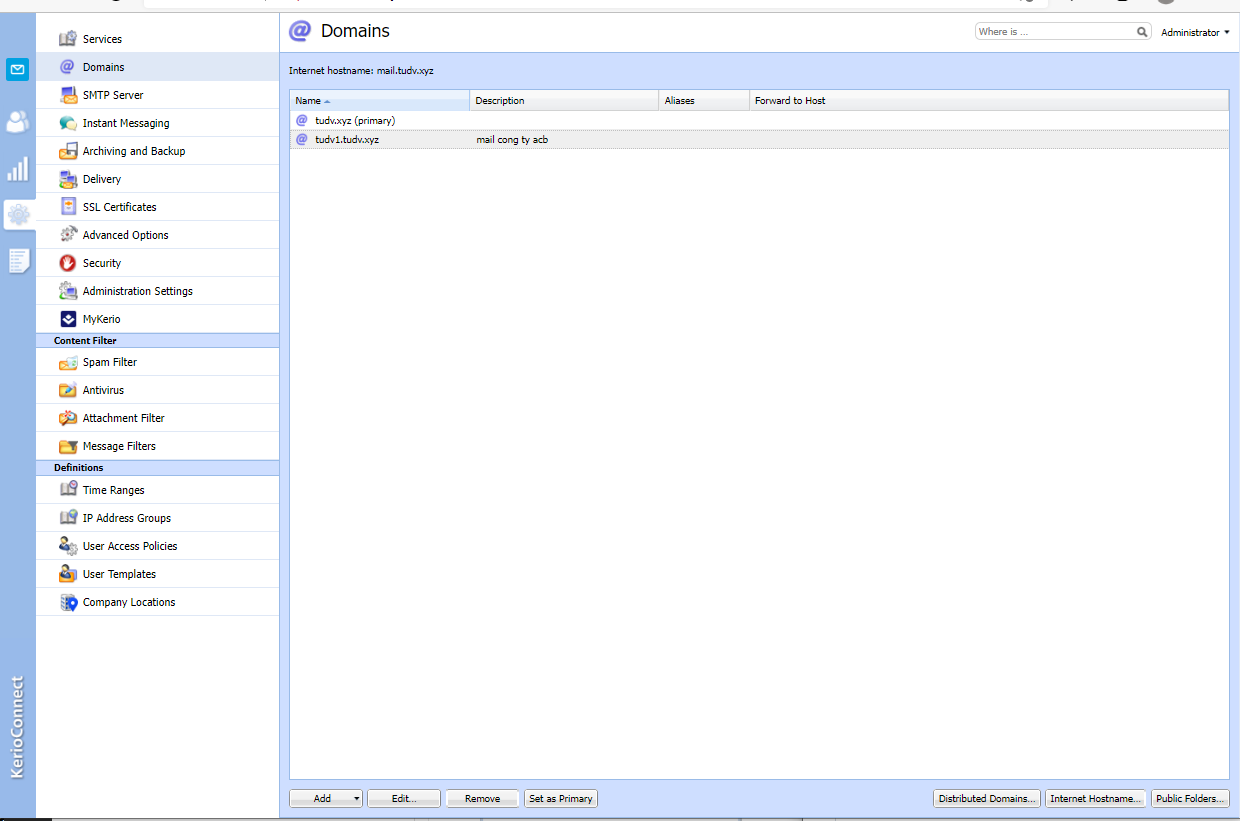 Domains
Where is ...
Administrator
Services
Domains
SMTP Server
Instant Messaging
Archiving and Backup
Delivery
SSL Certificates
Advanced Options
Security
Administration Settings
MyKerio
Content Filter
Spam Filter
Antivirus
Attachment Filter
Message Filters
Definitions
Time Ranges
IP Address Groups
User Access Policies
User Templates
Company Locations
KerioConnect
Internet hostname: mail.tudv.xyz
Name Description Aliases Forward to Host
tudv.xyz (primary)
tudv1.tudv.xyz mail cong ty acb
Add Edit... Remove Set as Primary Distributed Domains... Internet Hostname... Public Folders...